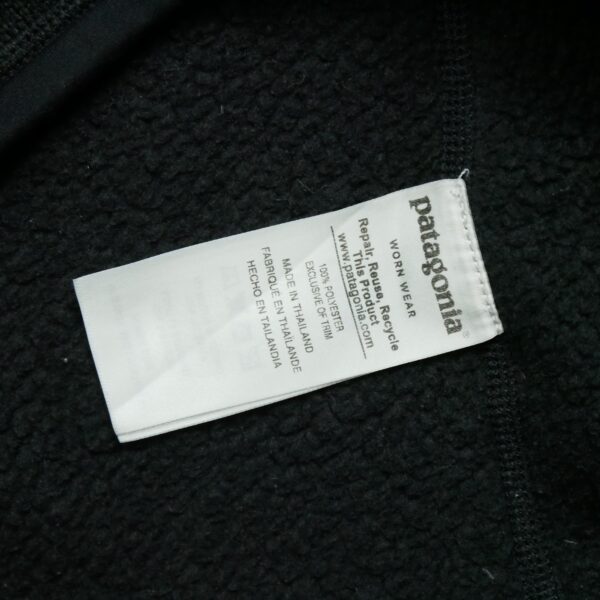 patagonia®
WORN WEAR
Repair, Reuse, Recycle
This Product
www.patagonia.com
100% POLYESTER
EXCLUSIVE OF TRIM
MADE IN THAILAND
FABRIQUÉ EN THAÏLANDE
HECHO EN TAILANDIA